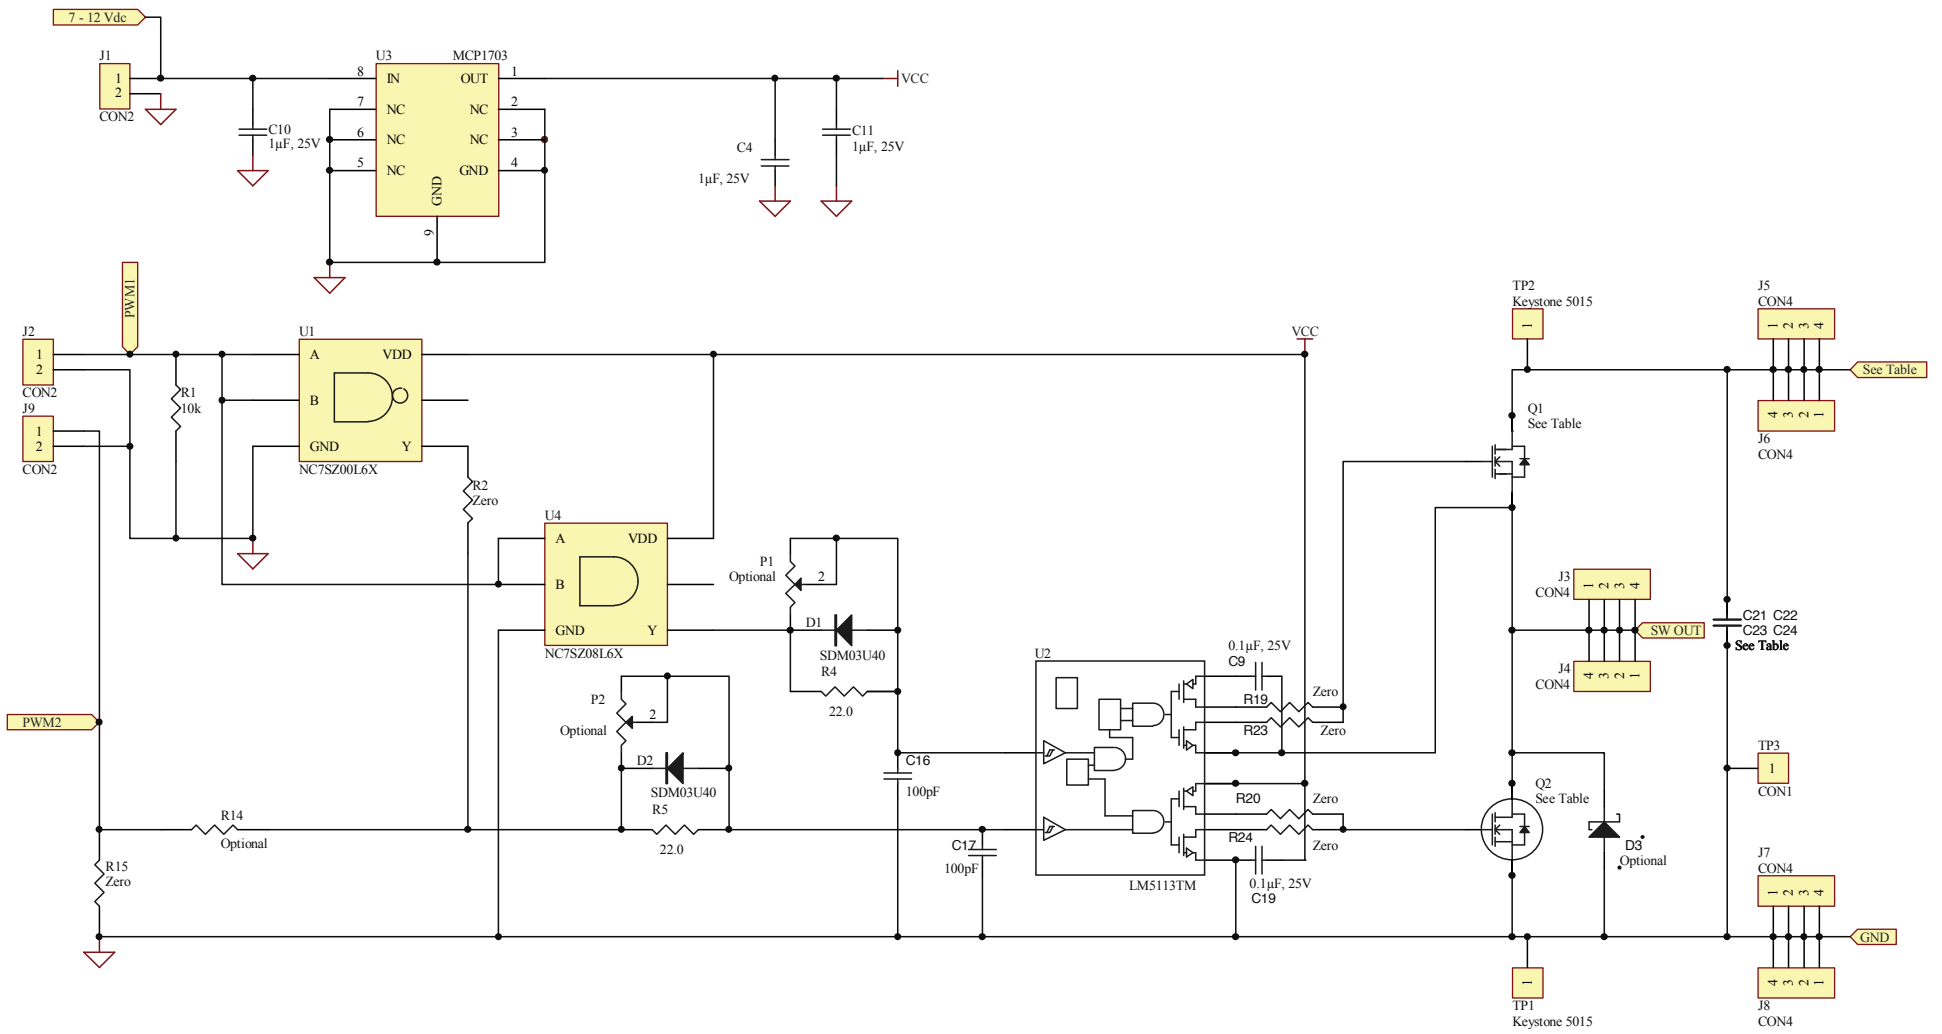 7 - 12 Vdc
J1
1
2
CON2
C10
1µF, 25V
U3
MCP1703
8
IN
OUT
1
7
NC
NC
2
6
NC
NC
3
5
NC
GND
4
GND
9
C4
1µF, 25V
C11
1µF, 25V
VCC
PWM1
J2
1
2
CON2
J9
1
2
CON2
R1
10k
U1
A
VDD
B
GND
Y
NC7SZ00L6X
R2
Zero
U4
A
VDD
B
GND
Y
NC7SZ08L6X
P1
Optional
2
D1
SDM03U40
R4
22.0
P2
Optional
2
D2
SDM03U40
R5
22.0
PWM2
R14
Optional
R15
Zero
C16
100pF
C17
100pF
U2
LM5113TM
0.1µF, 25V
C9
R19
Zero
R23
Zero
R20
Zero
R24
Zero
0.1µF, 25V
C19
VCC
TP2
Keystone 5015
1
J5
CON4
1 2 3 4
See Table
4 3 2 1
J6
CON4
Q1
See Table
J3
CON4
1 2 3 4
SW OUT
J4
CON4
4 3 2 1
C21 C22
C23 C24
See Table
TP3
1
CON1
Q2
See Table
D3
Optional
J7
CON4
1 2 3 4
GND
4 3 2 1
J8
CON4
1
TP1
Keystone 5015